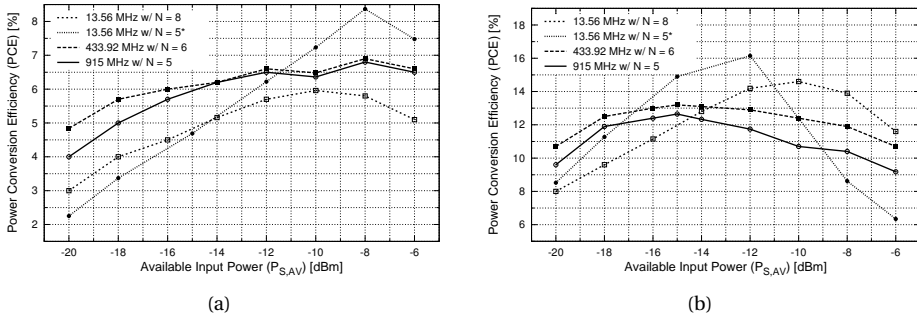 Power Conversion Efficiency (PCE) [%]
9
8
7
6
5
4
3
2
13.56 MHz w/ N = 8
13.56 MHz w/ N = 5*
433.92 MHz w/ N = 6
915 MHz w/ N = 5
-20 -18 -16 -14 -12 -10 -8 -6
Available Input Power (P_S,AV) [dBm]
(a)
Power Conversion Efficiency (PCE) [%]
18
16
14
12
10
8
6
13.56 MHz w/ N = 8
13.56 MHz w/ N = 5*
433.92 MHz w/ N = 6
915 MHz w/ N = 5
-20 -18 -16 -14 -12 -10 -8 -6
Available Input Power (P_S,AV) [dBm]
(b)